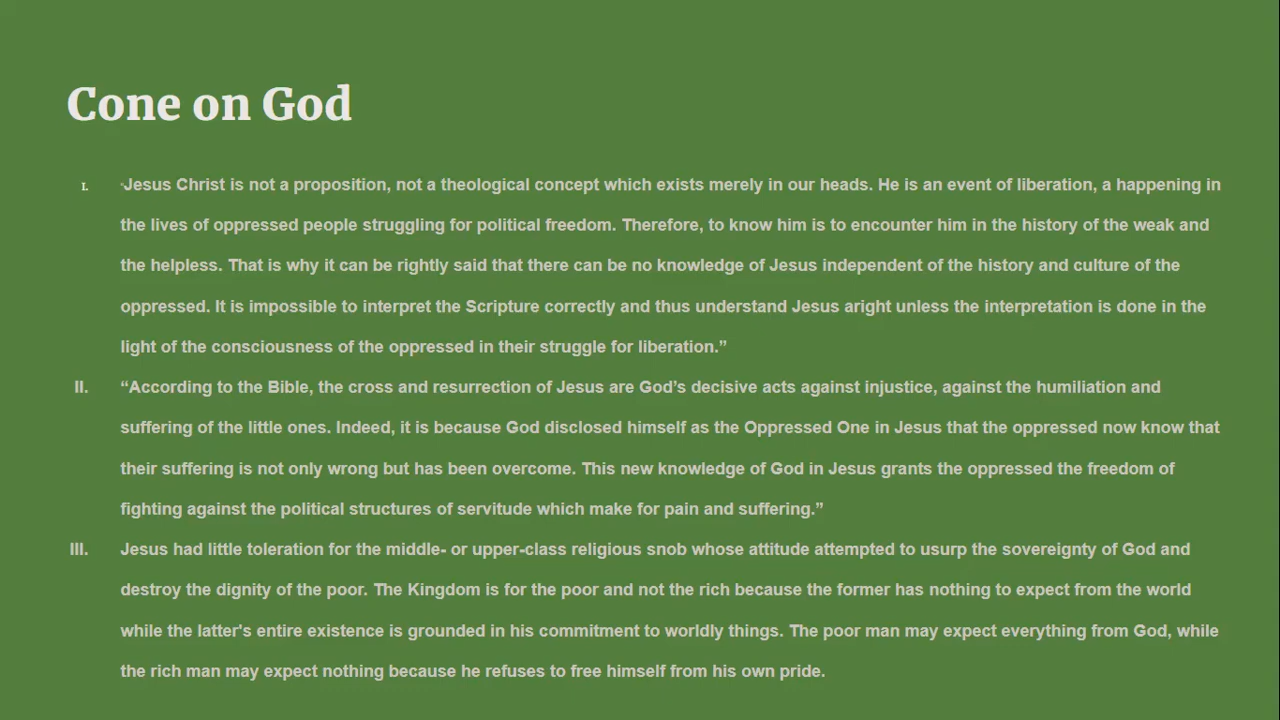 Cone on God
I. “Jesus Christ is not a proposition, not a theological concept which exists merely in our heads. He is an event of liberation, a happening in
the lives of oppressed people struggling for political freedom. Therefore, to know him is to encounter him in the history of the weak and
the helpless. That is why it can be rightly said that there can be no knowledge of Jesus independent of the history and culture of the
oppressed. It is impossible to interpret the Scripture correctly and thus understand Jesus aright unless the interpretation is done in the
light of the consciousness of the oppressed in their struggle for liberation.”
II. “According to the Bible, the cross and resurrection of Jesus are God’s decisive acts against injustice, against the humiliation and
suffering of the little ones. Indeed, it is because God disclosed himself as the Oppressed One in Jesus that the oppressed now know that
their suffering is not only wrong but has been overcome. This new knowledge of God in Jesus grants the oppressed the freedom of
fighting against the political structures of servitude which make for pain and suffering.”
III. Jesus had little toleration for the middle- or upper-class religious snob whose attitude attempted to usurp the sovereignty of God and
destroy the dignity of the poor. The Kingdom is for the poor and not the rich because the former has nothing to expect from the world
while the latter's entire existence is grounded in his commitment to worldly things. The poor man may expect everything from God, while
the rich man may expect nothing because he refuses to free himself from his own pride.